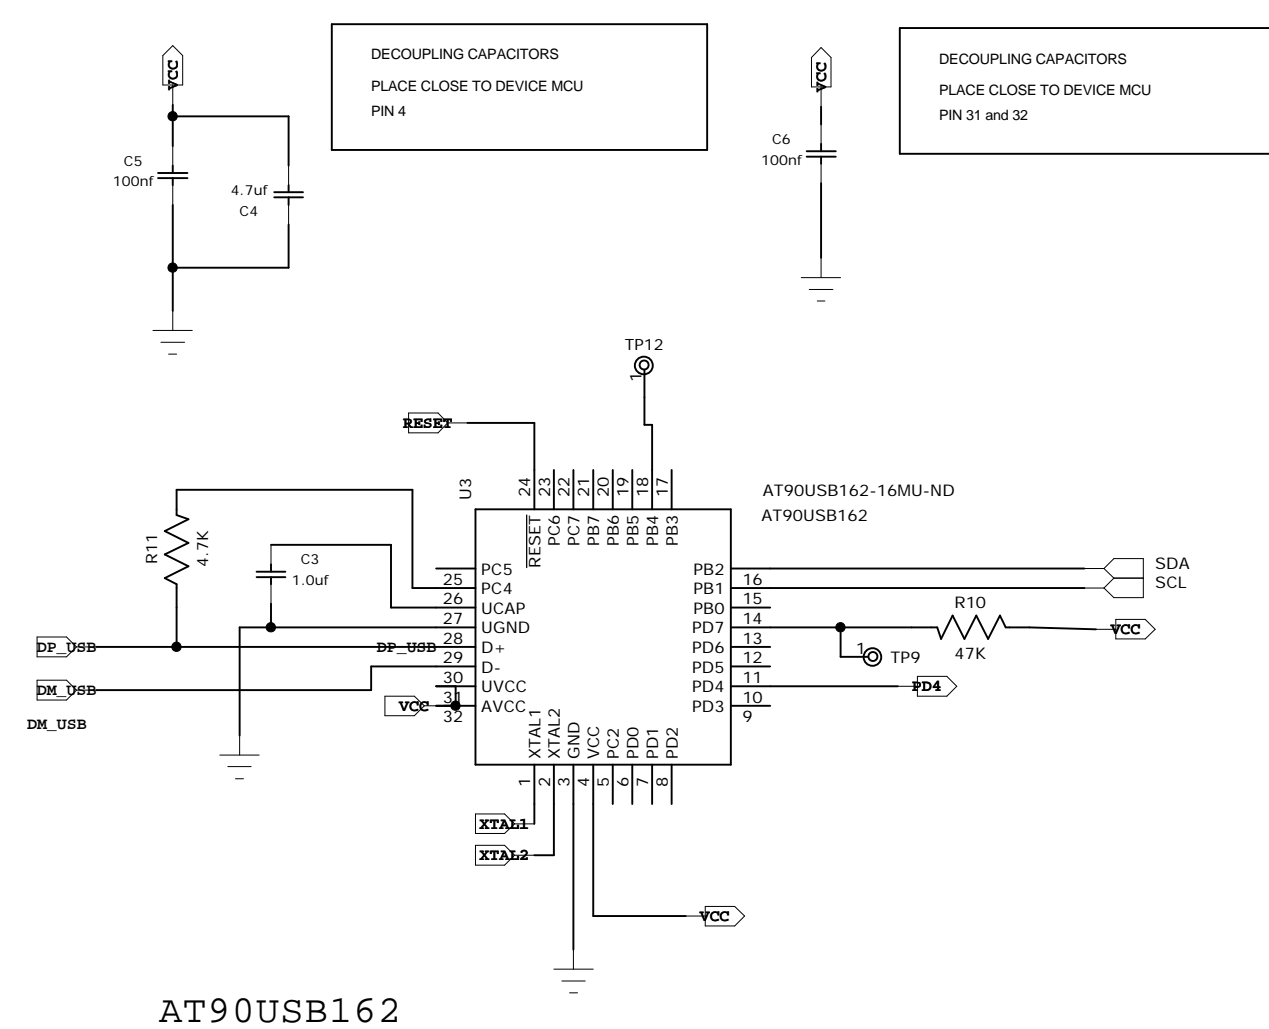 VCC
DECOUPLING CAPACITORS
PLACE CLOSE TO DEVICE MCU
PIN 4
VCC
DECOUPLING CAPACITORS
PLACE CLOSE TO DEVICE MCU
PIN 31 and 32
C5
100nf
4.7uf
C4
C6
100nf
TP12
1
RESET
U3
24
23
22
21
20
19
18
17
AT90USB162-16MU-ND
AT90USB162
RESET
PC6
PC7
PB7
PB6
PB5
PB4
PB3
R11
4.7K
C3
1.0uf
PC5
25
PC4
26
UCAP
27
UGND
28
D+
29
D-
30
UVCC
31
AVCC
32
PB2
16
PB1
15
PB0
14
PD7
13
PD6
12
PD5
11
PD4
10
PD3
9
SDA
SCL
R10
47K
VCC
1
TP9
PD4
DP_USB
DP_USB
DM_USB
DM_USB
VCC
XTAL1
XTAL2
GND
VCC
PC2
PD0
PD1
PD2
1
2
3
4
5
6
7
8
XTAL1
XTAL2
VCC
AT90USB162